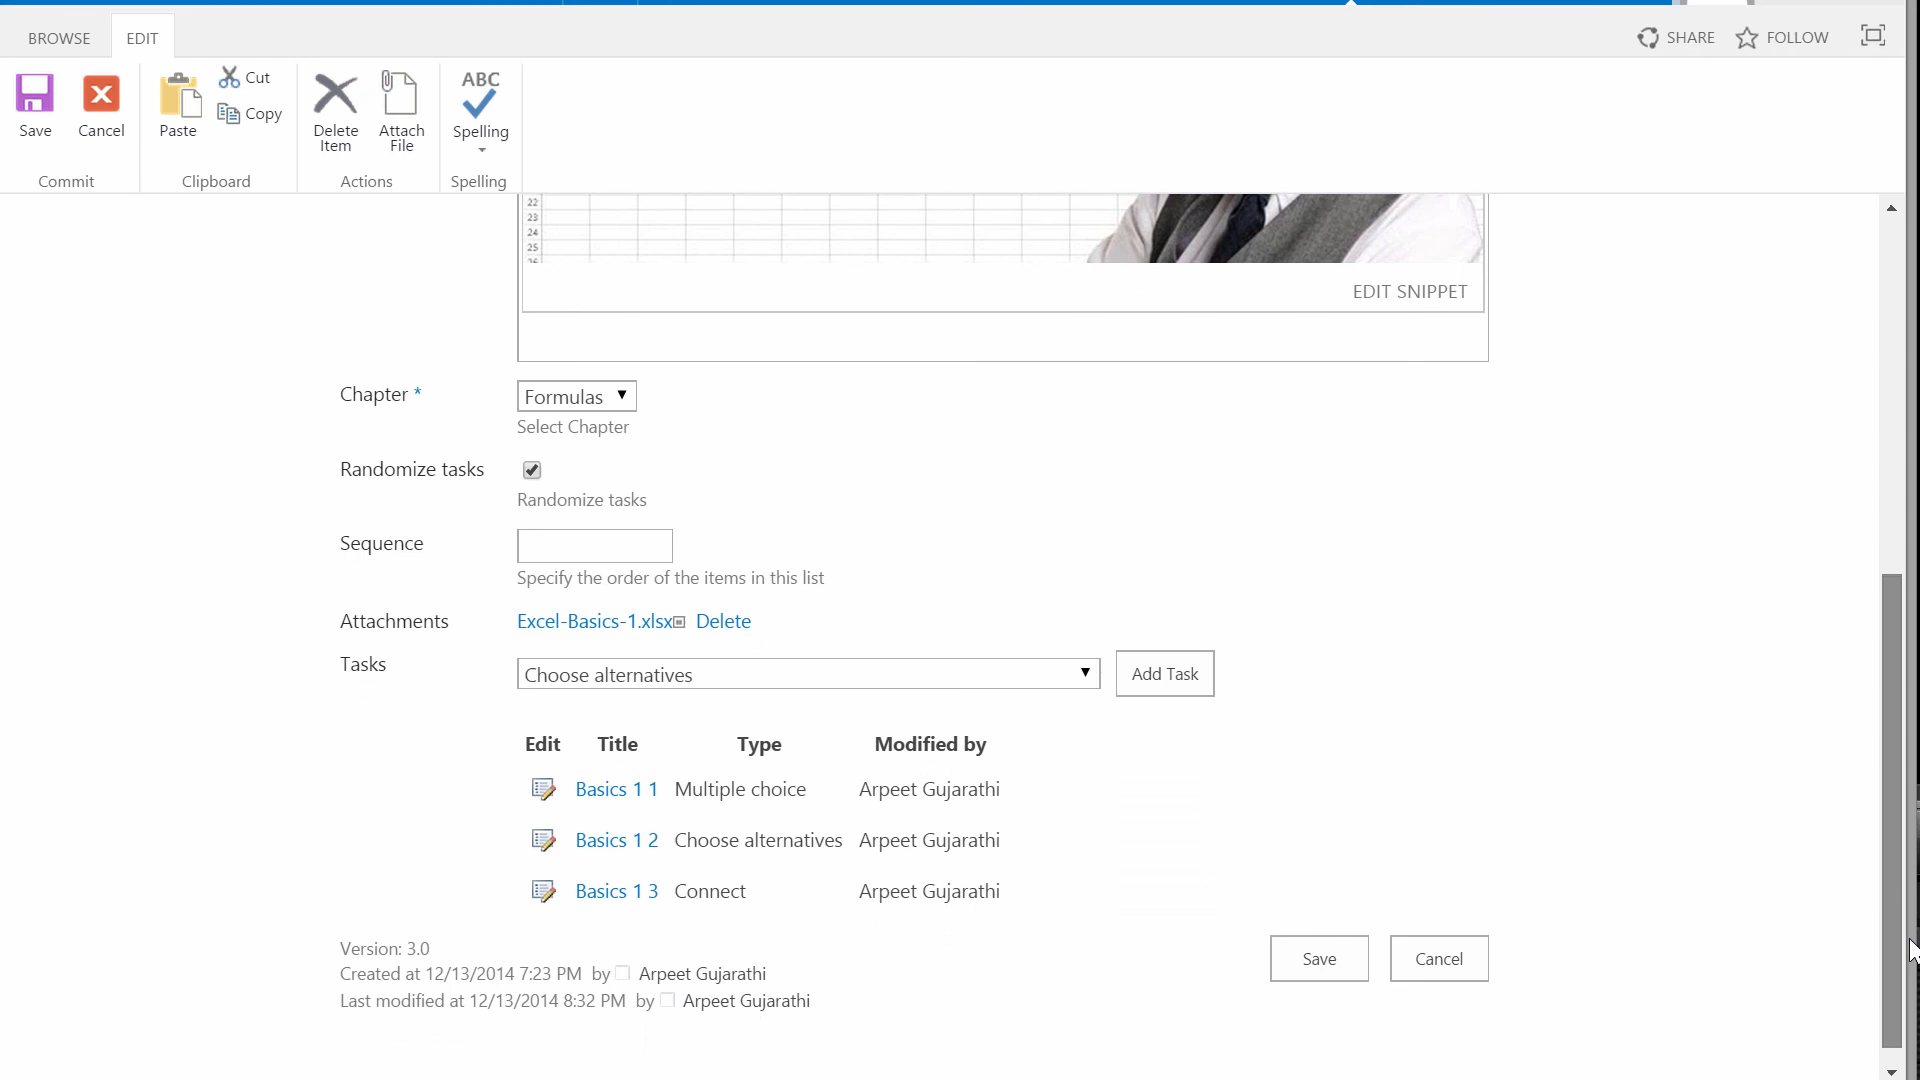 BROWSE EDIT SHARE FOLLOW
Save Cancel Paste Cut Copy Delete Item Attach File ABC Spelling
Commit Clipboard Actions Spelling
22
23
24
25
EDIT SNIPPET
Chapter * Formulas
Select Chapter
Randomize tasks
Randomize tasks
Sequence
Specify the order of the items in this list
Attachments Excel-Basics-1.xlsx Delete
Tasks Choose alternatives Add Task
Edit Title Type Modified by
Basics 1 1 Multiple choice Arpeet Gujarathi
Basics 1 2 Choose alternatives Arpeet Gujarathi
Basics 1 3 Connect Arpeet Gujarathi
Version: 3.0
Created at 12/13/2014 7:23 PM by Arpeet Gujarathi
Last modified at 12/13/2014 8:32 PM by Arpeet Gujarathi
Save Cancel